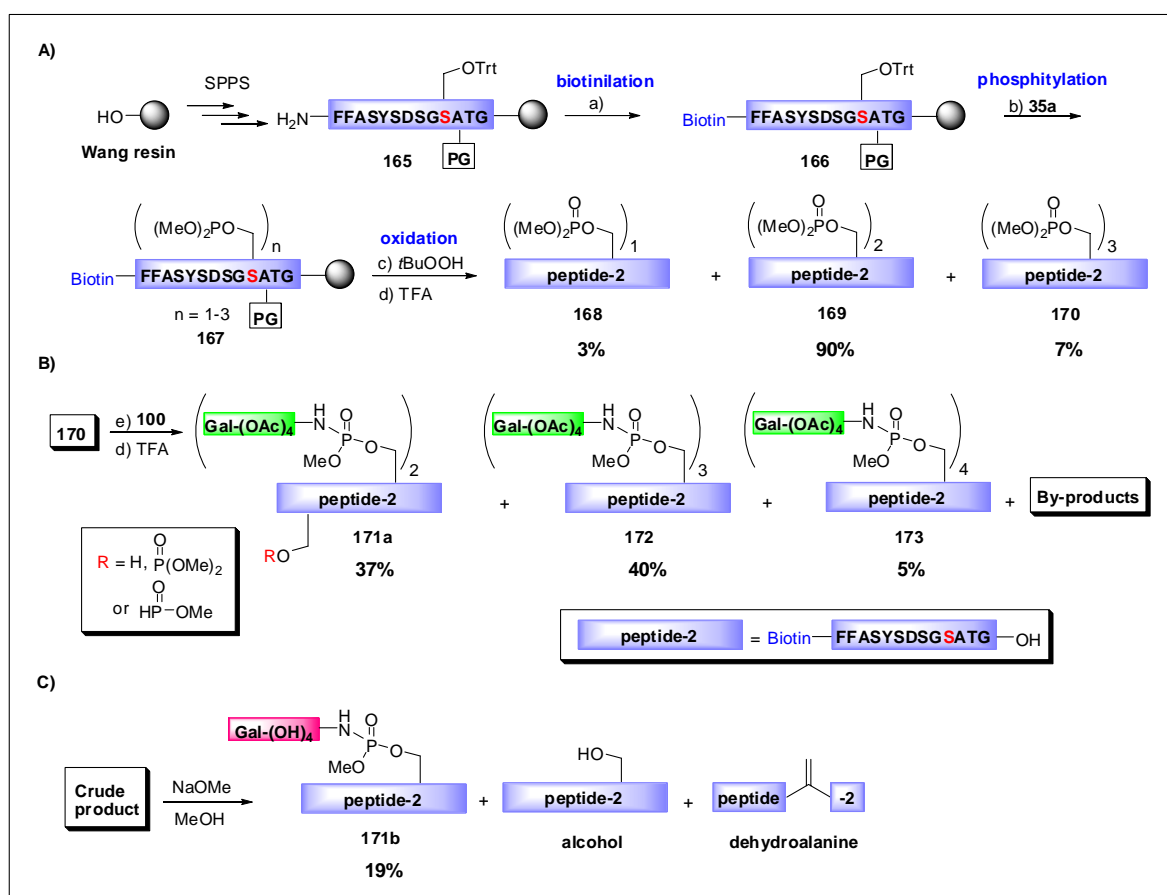 A)
SPPS
HO
Wang resin
OTrt
H2N
FFASYSDSGSATG
PG
165
biotinilation
a)
OTrt
Biotin
FFASYSDSGSATG
PG
166
phosphitylation
b) 35a
(MeO)2PO
n
Biotin
FFASYSDSGSATG
n = 1-3
PG
167
oxidation
c) tBuOOH
d) TFA
O
(MeO)2PO
1
peptide-2
168
3%
+
O
(MeO)2PO
2
peptide-2
169
90%
+
O
(MeO)2PO
3
peptide-2
170
7%
B)
170
e) 100
d) TFA
Gal-(OAc)4
H
N
O
P
O
MeO
2
peptide-2
RO
171a
37%
+
Gal-(OAc)4
H
N
O
P
O
MeO
3
peptide-2
172
40%
+
Gal-(OAc)4
H
N
O
P
O
MeO
4
peptide-2
173
5%
+
By-products
O
R = H, P(OMe)2
O
or HP-OMe
peptide-2 = Biotin FFASYSDSGSATG OH
C)
Crude
product
NaOMe
MeOH
Gal-(OH)4
H
N
O
P
O
MeO
peptide-2
171b
19%
+
HO
peptide-2
alcohol
+
peptide
-2
dehydroalanine